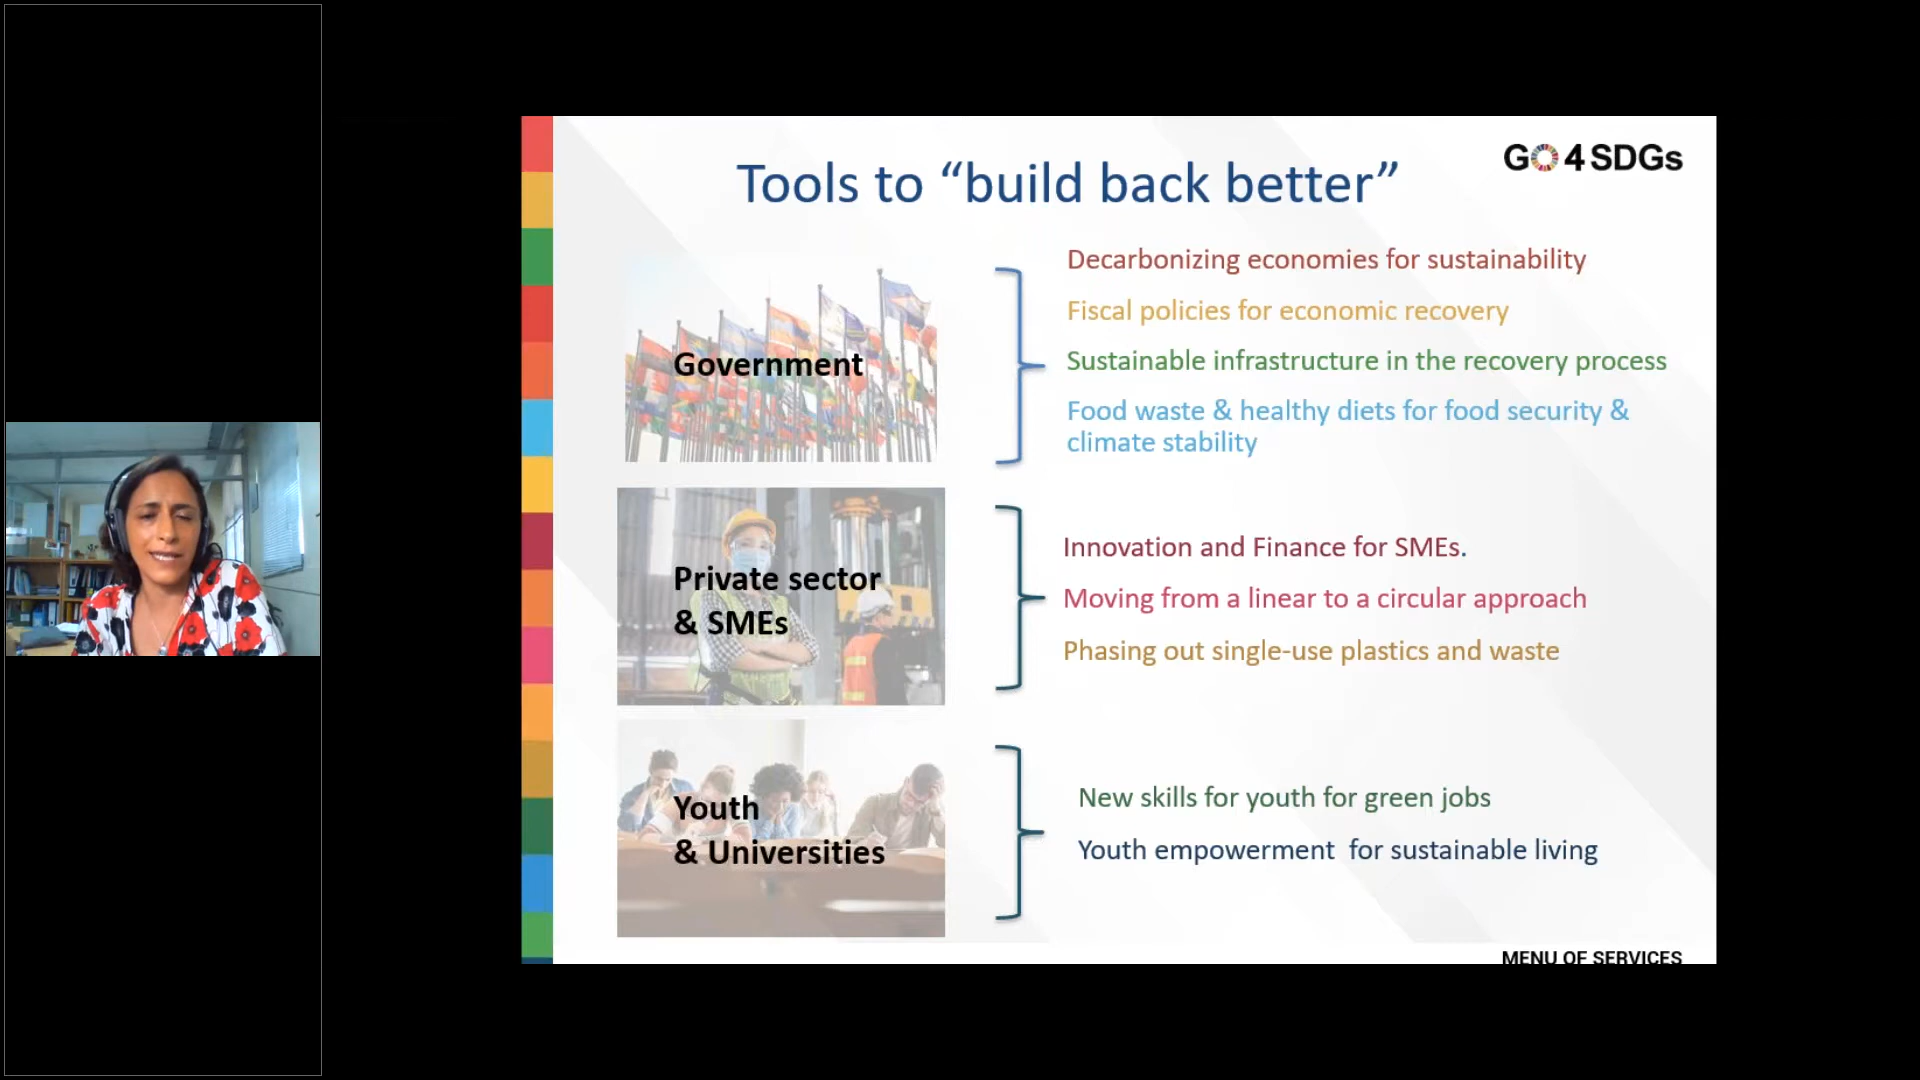 Tools to “build back better”
GO4SDGs
Government
Decarbonizing economies for sustainability
Fiscal policies for economic recovery
Sustainable infrastructure in the recovery process
Food waste & healthy diets for food security &
climate stability
Private sector
& SMEs
Innovation and Finance for SMEs.
Moving from a linear to a circular approach
Phasing out single-use plastics and waste
Youth
& Universities
New skills for youth for green jobs
Youth empowerment  for sustainable living
MENU OF SERVICES